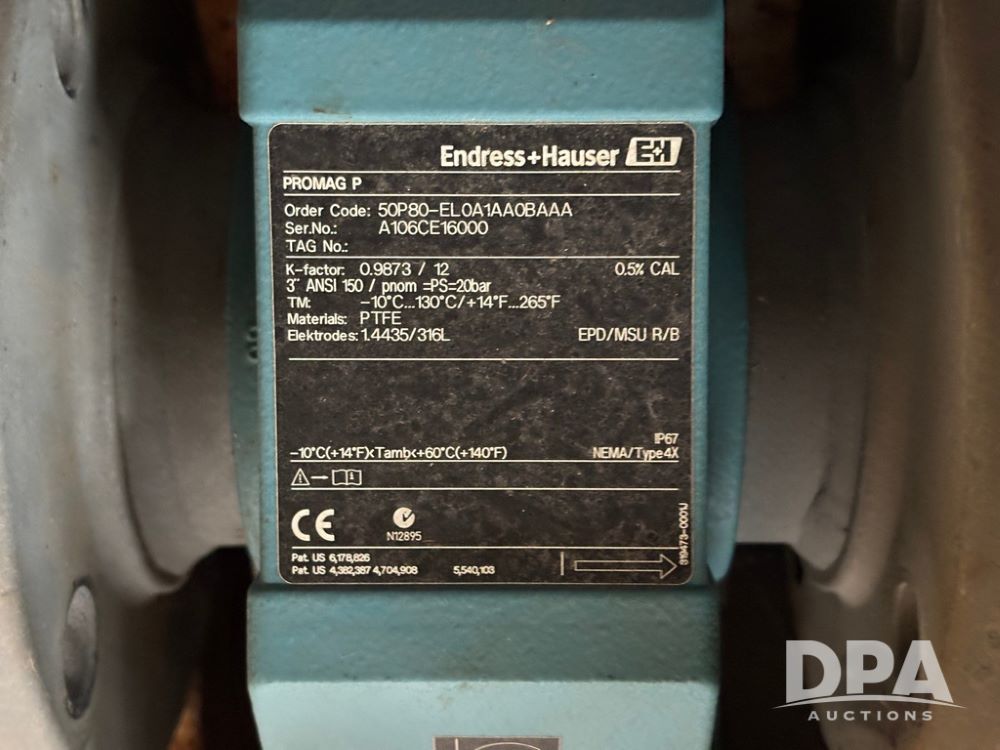 Endress+Hauser E+H
PROMAG P
Order Code: 50P80-EL0A1AA0BAAA
Ser.No.: A106CE16000
TAG No.:
K-factor: 0.9873 / 12 0.5% CAL
3" ANSI 150 / pnom =PS=20bar
TM: -10°C...130°C/+14°F...265°F
Materials: PTFE
Elektrodes: 1.4435/316L EPD/MSU R/B
IP67
-10°C(+14°F)<Tamb<+60°C(+140°F) NEMA/Type4X
CE
N12895
Pat. US 6,178,826
Pat. US 4,382,387 4,704,908 5,540,103
319473-0001J
DPA
AUCTIONS